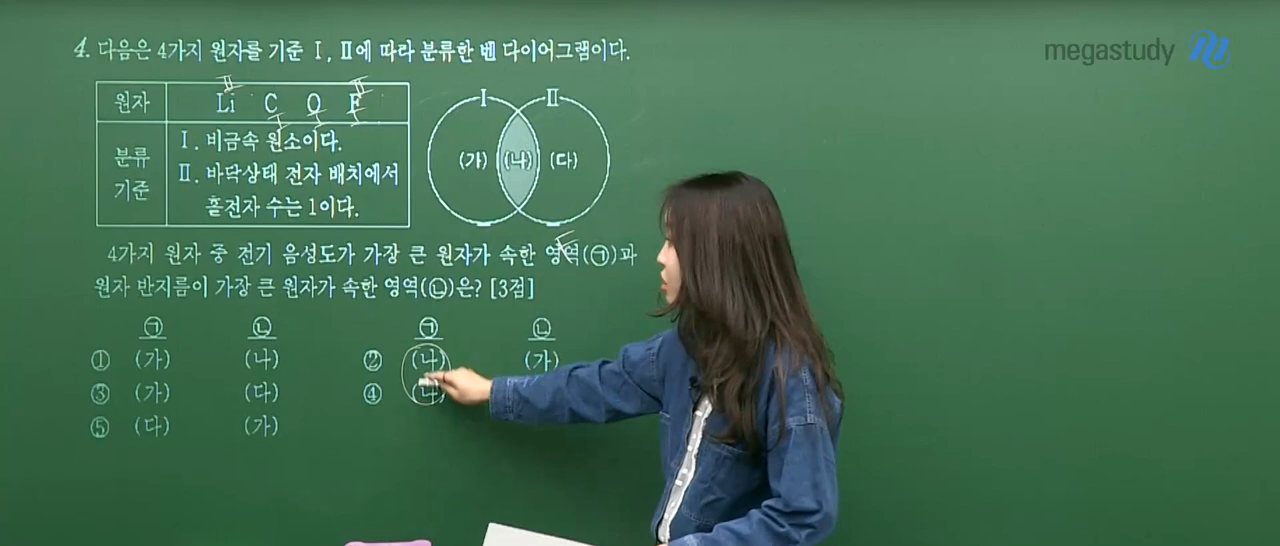 megastudy
4. 다음은 4가지 원자를 기준 Ⅰ, Ⅱ에 따라 분류한 벤 다이어그램이다.
Ⅱ Ⅱ
원자 Li C O F
Ⅰ Ⅰ Ⅰ
분류 기준
Ⅰ. 비금속 원소이다.
Ⅱ. 바닥상태 전자 배치에서
홑전자 수는 1이다.
Ⅰ Ⅱ
(가) (나) (다)
F
4가지 원자 중 전기 음성도가 가장 큰 원자가 속한 영역(㉠)과
원자 반지름이 가장 큰 원자가 속한 영역(㉡)은? [3점]
㉠ ㉡ ㉠ ㉡
① (가) (나) ② (나) (가)
③ (가) (다) ④ (나)
⑤ (다) (가)